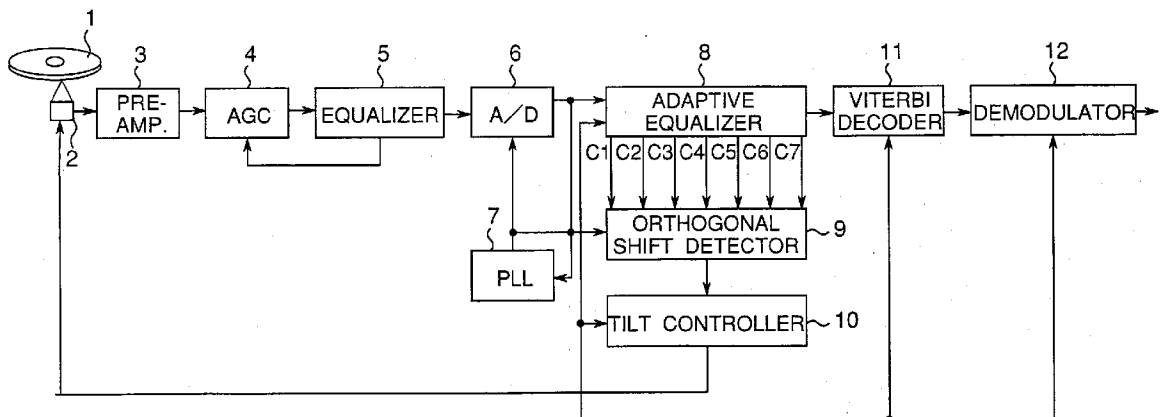 1
3
4
5
6
8
11
12
2
PRE-
AMP.
AGC
EQUALIZER
A/D
ADAPTIVE
EQUALIZER
VITERBI
DECODER
DEMODULATOR
C1 C2 C3 C4 C5 C6 C7
7
PLL
ORTHOGONAL
SHIFT DETECTOR
9
TILT CONTROLLER
10